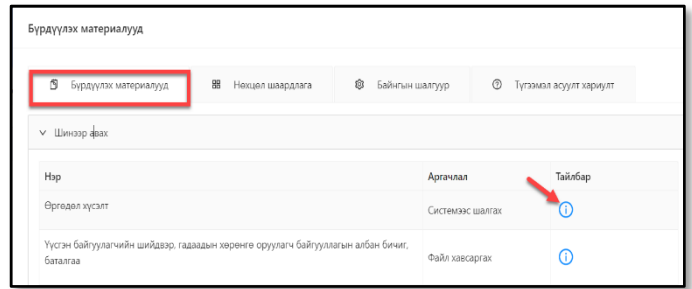 Бүрдүүлэх материалууд
Бүрдүүлэх материалууд
Нөхцөл шаардлага
Байнгын шалгуур
Түгээмэл асуулт хариулт
Шинээр авах
Нэр
Аргачлал
Тайлбар
Өргөдөл хүсэлт
Системээс шалгах
Үүсгэн байгуулагчийн шийдвэр, гадаадын хөрөнгө оруулагч байгууллагын албан бичиг,
баталгаа
Файл хавсаргах